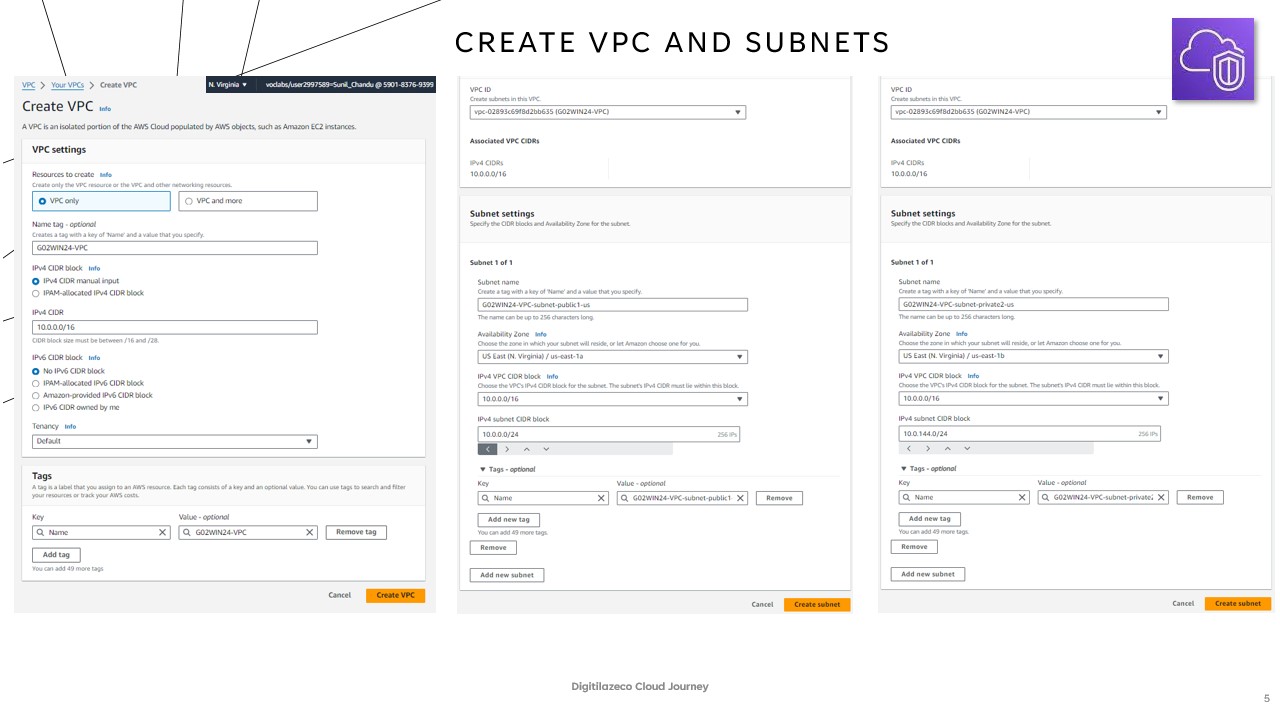 CREATE VPC AND SUBNETS
VPC > Your VPCs > Create VPC
N. Virginia ▼ voclabs/user2997589=Sunil_Chandu @ 5901-8376-9399
Create VPC Info
A VPC is an isolated portion of the AWS Cloud populated by AWS objects, such as Amazon EC2 instances.
VPC settings
Resources to create Info
Create only the VPC resource or the VPC and other networking resources.
VPC only
VPC and more
Name tag - optional
Creates a tag with a key of 'Name' and a value that you specify.
G02WIN24-VPC
IPv4 CIDR block Info
IPv4 CIDR manual input
IPAM-allocated IPv4 CIDR block
IPv4 CIDR
10.0.0.0/16
CIDR block size must be between /16 and /28.
IPv6 CIDR block Info
No IPv6 CIDR block
IPAM-allocated IPv6 CIDR block
Amazon-provided IPv6 CIDR block
IPv6 CIDR owned by me
Tenancy Info
Default
Tags
A tag is a label that you assign to an AWS resource. Each tag consists of a key and an optional value. You can use tags to search and filter
your resources or track your AWS costs.
Key
Value - optional
Name
G02WIN24-VPC
Remove tag
Add tag
You can add 49 more tags
Cancel
Create VPC
VPC ID
Create subnets in this VPC.
vpc-02893c69f8d2bb635 (G02WIN24-VPC)
Associated VPC CIDRs
IPv4 CIDRs
10.0.0.0/16
Subnet settings
Specify the CIDR blocks and Availability Zone for the subnet.
Subnet 1 of 1
Subnet name
Create a tag with a key of 'Name' and a value that you specify.
G02WIN24-VPC-subnet-public1-us
The name can be up to 256 characters long.
Availability Zone Info
Choose the zone in which your subnet will reside, or let Amazon choose one for you.
US East (N. Virginia) / us-east-1a
IPv4 VPC CIDR block Info
Choose the VPC's IPv4 CIDR block for the subnet. The subnet's IPv4 CIDR must lie within this block.
10.0.0.0/16
IPv4 subnet CIDR block
10.0.0.0/24
256 IPs
Tags - optional
Key
Value - optional
Name
G02WIN24-VPC-subnet-public1-
Remove
Add new tag
You can add 49 more tags.
Remove
Add new subnet
Cancel
Create subnet
VPC ID
Create subnets in this VPC.
vpc-02893c69f8d2bb635 (G02WIN24-VPC)
Associated VPC CIDRs
IPv4 CIDRs
10.0.0.0/16
Subnet settings
Specify the CIDR blocks and Availability Zone for the subnet.
Subnet 1 of 1
Subnet name
Create a tag with a key of 'Name' and a value that you specify.
G02WIN24-VPC-subnet-private2-us
The name can be up to 256 characters long.
Availability Zone Info
Choose the zone in which your subnet will reside, or let Amazon choose one for you.
US East (N. Virginia) / us-east-1b
IPv4 VPC CIDR block Info
Choose the VPC's IPv4 CIDR block for the subnet. The subnet's IPv4 CIDR must lie within this block.
10.0.0.0/16
IPv4 subnet CIDR block
10.0.144.0/24
256 IPs
Tags - optional
Key
Value - optional
Name
G02WIN24-VPC-subnet-private2
Remove
Add new tag
You can add 49 more tags.
Remove
Add new subnet
Cancel
Create subnet
Digitilazeco Cloud Journey
5